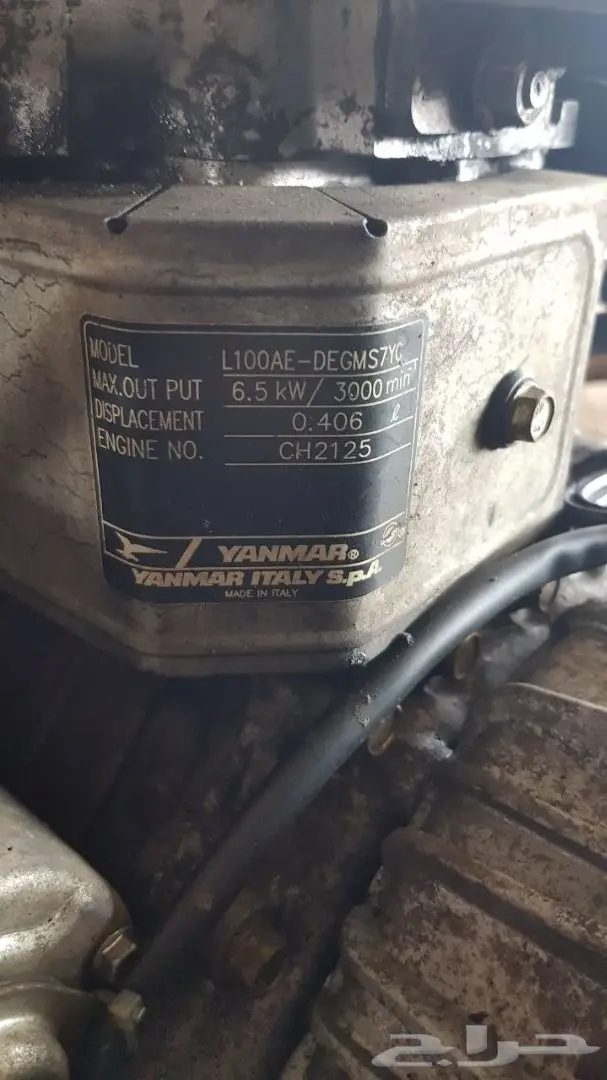 MODEL L100AE-DEGMS7YC
MAX.OUT PUT 6.5 kW/ 3000 min⁻¹
DISPLACEMENT 0.406 ℓ
ENGINE NO. CH2125
YANMAR®
YANMAR ITALY S.p.A.
MADE IN ITALY
حراج